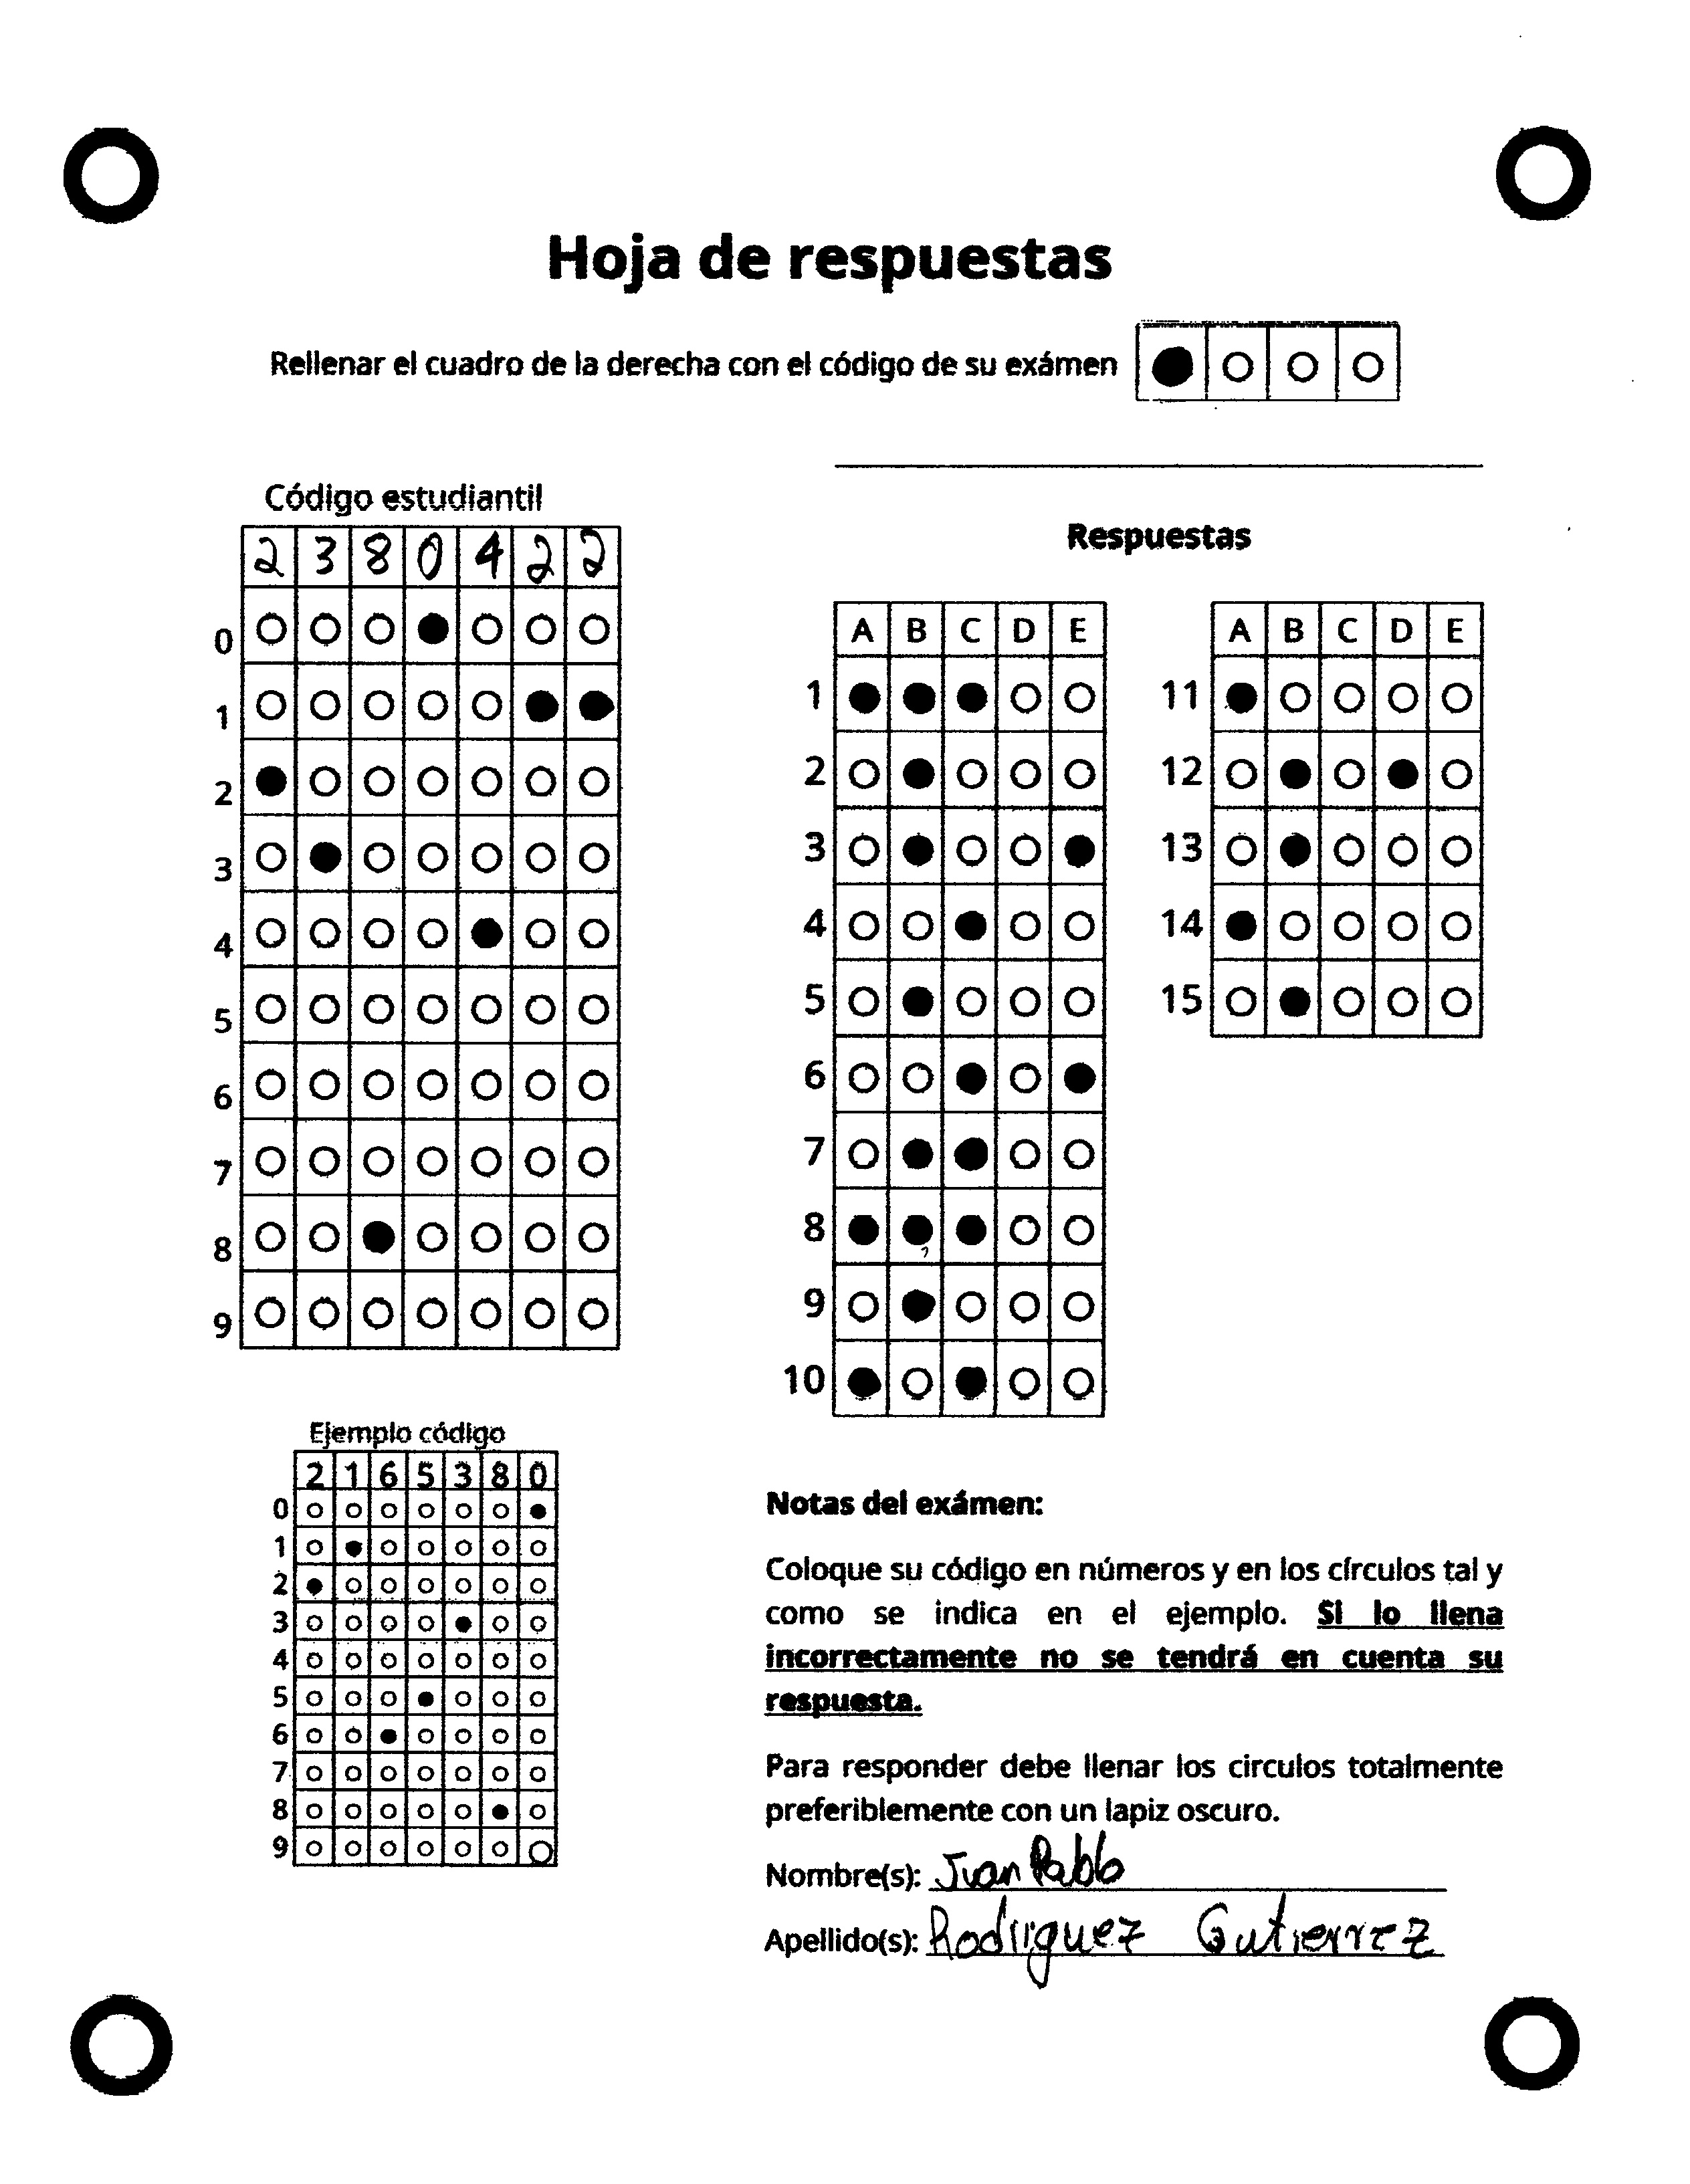 Hoja de respuestas
Rellenar el cuadro de la derecha con el código de su exámen
Código estudiantil
2 3 8 0 4 2 2
0
1
2
3
4
5
6
7
8
9
Respuestas
A B C D E
1
2
3
4
5
6
7
8
9
10
A B C D E
11
12
13
14
15
Ejemplo código
2 1 6 5 3 8 0
0
1
2
3
4
5
6
7
8
9
Notas del exámen:
Coloque su código en números y en los círculos tal y
como se indica en el ejemplo. Si lo llena
incorrectamente no se tendrá en cuenta su
respuesta.
Para responder debe llenar los circulos totalmente
preferiblemente con un lapiz oscuro.
Nombre(s): Juan Pablo
Apellido(s): Rodriguez Gutierrez